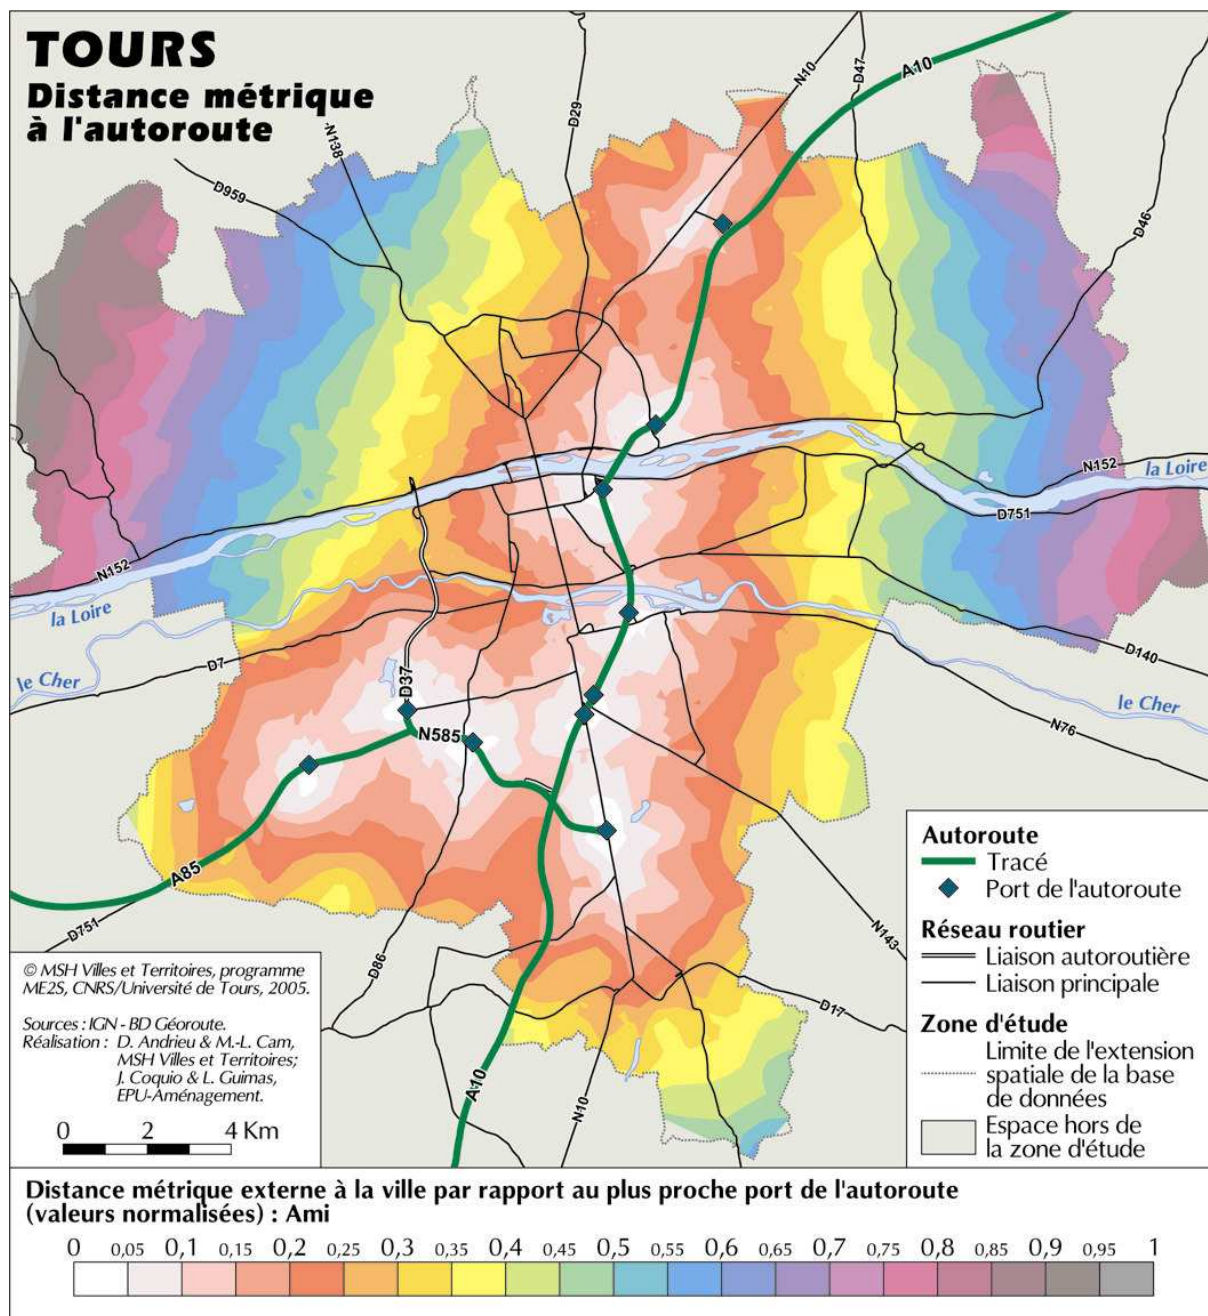 TOURS
Distance métrique
à l'autoroute
N138
D959
D29
N10
D47
A10
D46
N152
la Loire
D751
N152
la Loire
le Cher
D7
D37
N585
D140
le Cher
N76
A85
D751
D86
N143
D17
A10
N10
Autoroute
Tracé
Port de l'autoroute
Réseau routier
Liaison autoroutière
Liaison principale
Zone d'étude
Limite de l'extension
spatiale de la base
de données
Espace hors de
la zone d'étude
© MSH Villes et Territoires, programme
ME2S, CNRS/Université de Tours, 2005.
Sources : IGN - BD Géoroute.
Réalisation : D. Andrieu & M.-L. Cam,
MSH Villes et Territoires;
J. Coquio & L. Guimas,
EPU-Aménagement.
0 2 4 Km
Distance métrique externe à la ville par rapport au plus proche port de l'autoroute
(valeurs normalisées) : Ami
0 0,05 0,1 0,15 0,2 0,25 0,3 0,35 0,4 0,45 0,5 0,55 0,6 0,65 0,7 0,75 0,8 0,85 0,9 0,95 1